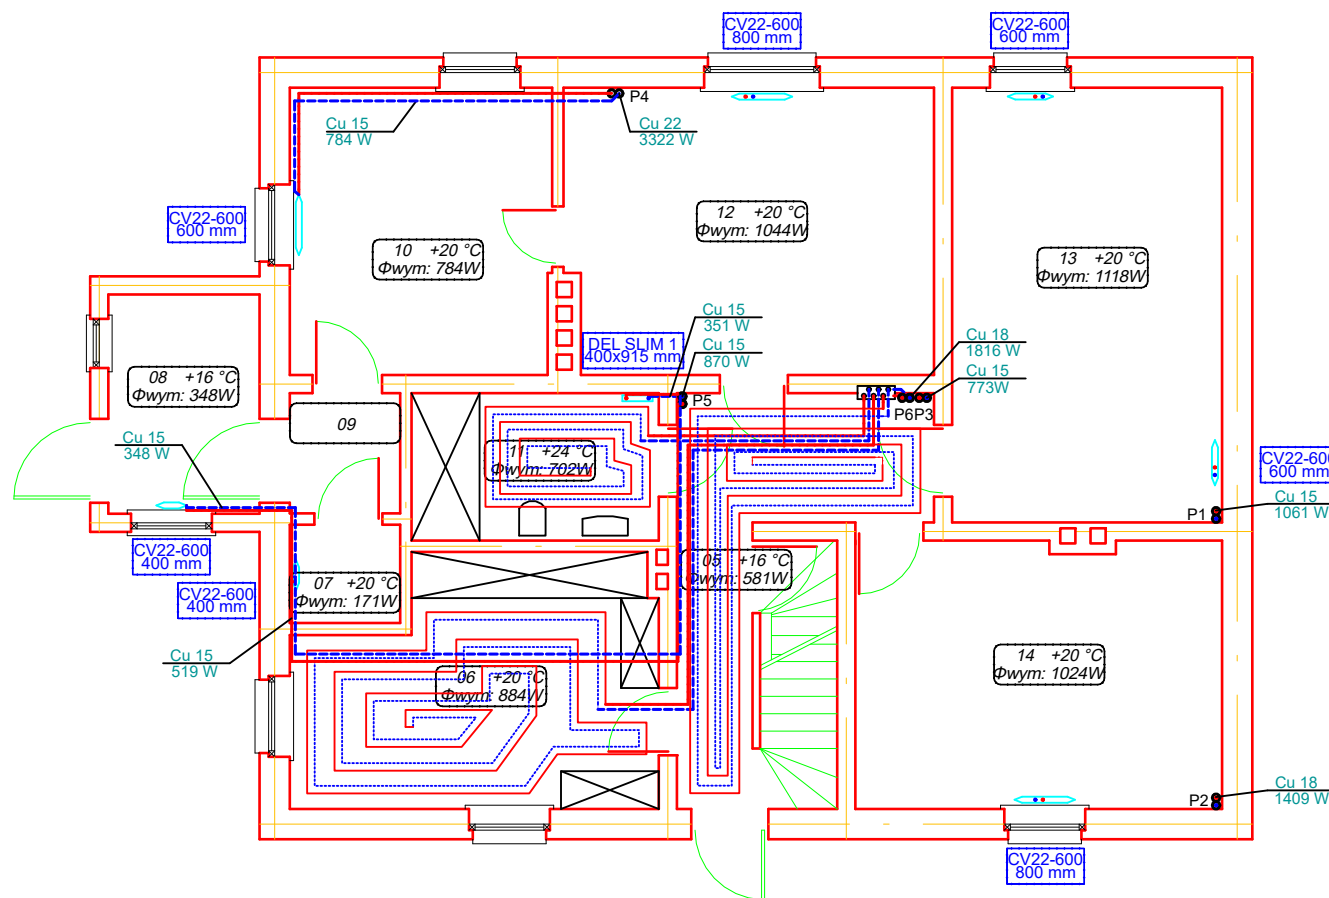 CV22-600
800 mm
CV22-600
600 mm
P4
Cu 15
784 W
Cu 22
3322 W
CV22-600
600 mm
12 +20 °C
Φwym: 1044W
10 +20 °C
Φwym: 784W
13 +20 °C
Φwym: 1118W
Cu 15
351 W
DEL SLIM 1
400x915 mm
Cu 15
870 W
Cu 18
1816 W
Cu 15
773W
08 +16 °C
Φwym: 348W
P5
P6
P3
09
Cu 15
348 W
11 +24 °C
Φwym: 702W
CV22-600
600 mm
Cu 15
1061 W
P1
CV22-600
400 mm
05 +16 °C
Φwym: 581W
07 +20 °C
Φwym: 171W
CV22-600
400 mm
Cu 15
519 W
06 +20 °C
Φwym: 884W
14 +20 °C
Φwym: 1024W
Cu 18
1409 W
P2
CV22-600
800 mm